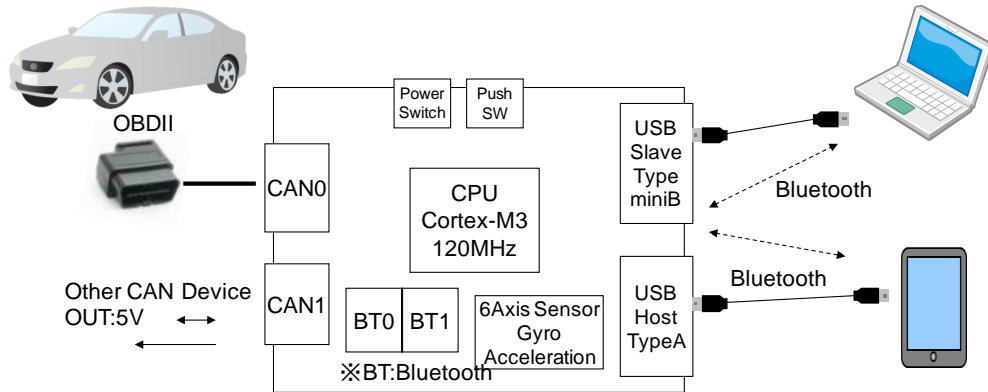 OBDII
Power
Switch
Push
SW
USB
Slave
Type
miniB
CAN0
CPU
Cortex-M3
120MHz
Bluetooth
Other CAN Device
OUT:5V
CAN1
BT0
BT1
6Axis Sensor
Gyro
Acceleration
USB
Host
TypeA
Bluetooth
※BT:Bluetooth